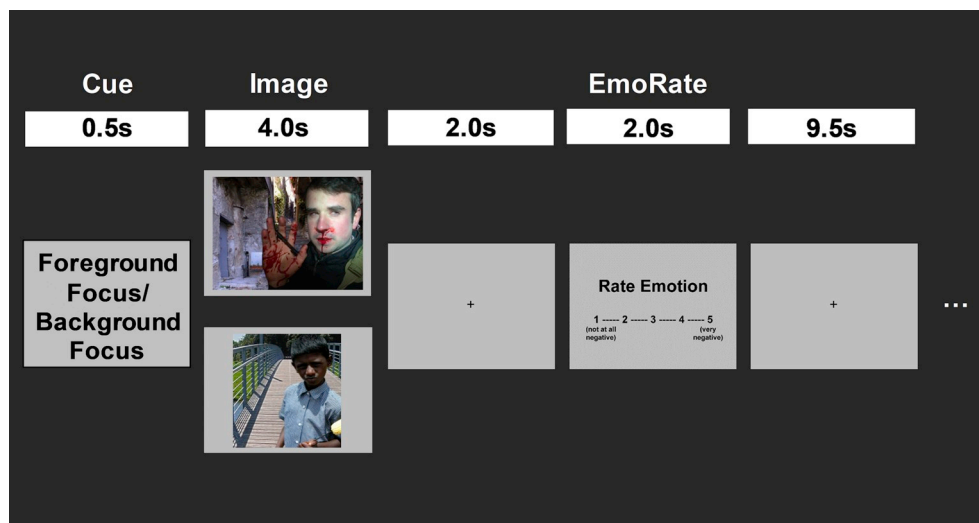 Cue
Image
EmoRate
0.5s
4.0s
2.0s
2.0s
9.5s
Foreground
Focus/
Background
Focus
+
Rate Emotion
1 ----- 2 ----- 3 ----- 4 ----- 5
(not at all
negative)
(very
negative)
+
...